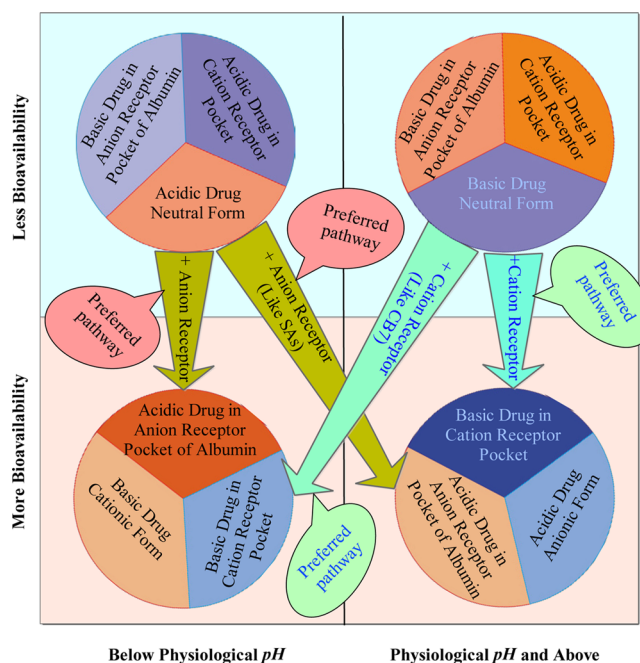 Less Bioavailability
More Bioavailability
Basic Drug in
Anion Receptor
Pocket of Albumin
Acidic Drug in
Cation Receptor
Pocket
Acidic Drug
Neutral Form
Basic Drug in
Anion Receptor
Pocket of Albumin
Acidic Drug in
Cation Receptor
Pocket
Basic Drug
Neutral Form
Preferred
pathway
+ Anion Receptor
Preferred
pathway
+ Anion Receptor
(Like SAs)
+ Cation Receptor
(Like CB7)
+Cation Receptor
Preferred
pathway
Acidic Drug in
Anion Receptor
Pocket of Albumin
Basic Drug
Cationic Form
Basic Drug in
Cation Receptor
Pocket
Preferred
pathway
Basic Drug in
Cation Receptor
Pocket
Acidic Drug in
Anion Receptor
Pocket of Albumin
Acidic Drug
Anionic Form
Below Physiological pH
Physiological pH and Above